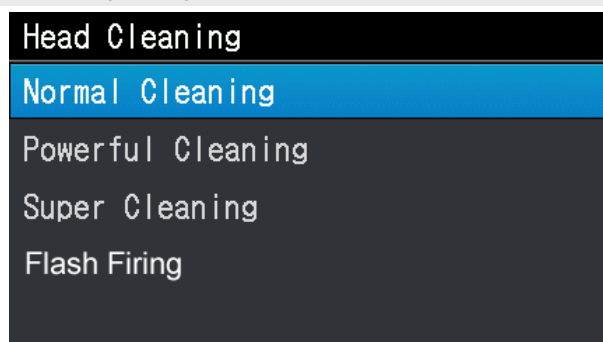 Head Cleaning
Normal Cleaning
Powerful Cleaning
Super Cleaning
Flash Firing